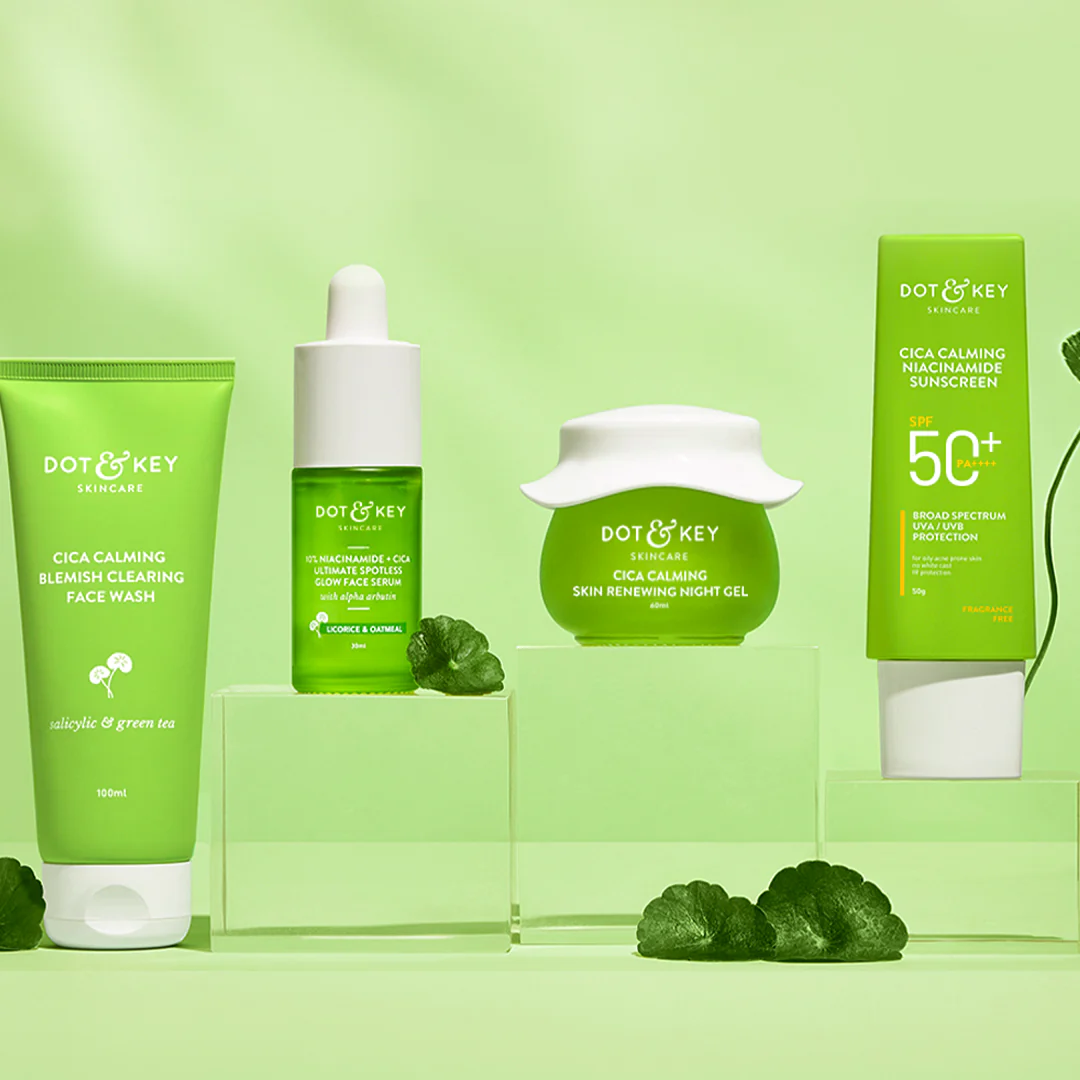 DOT & KEY
SKINCARE
CICA CALMING
BLEMISH CLEARING
FACE WASH
salicylic & green tea
100ml
DOT & KEY
SKINCARE
10% NIACINAMIDE + CICA
ULTIMATE SPOTLESS
GLOW FACE SERUM
with alpha arbutin
LICORICE & OATMEAL
30ml
DOT & KEY
SKINCARE
CICA CALMING
SKIN RENEWING NIGHT GEL
60ml
DOT & KEY
SKINCARE
CICA CALMING
NIACINAMIDE
SUNSCREEN
SPF
50+
PA++++
BROAD SPECTRUM
UVA / UVB
PROTECTION
for oily acne prone skin
no white cast
IR protection
50g
FRAGRANCE
FREE